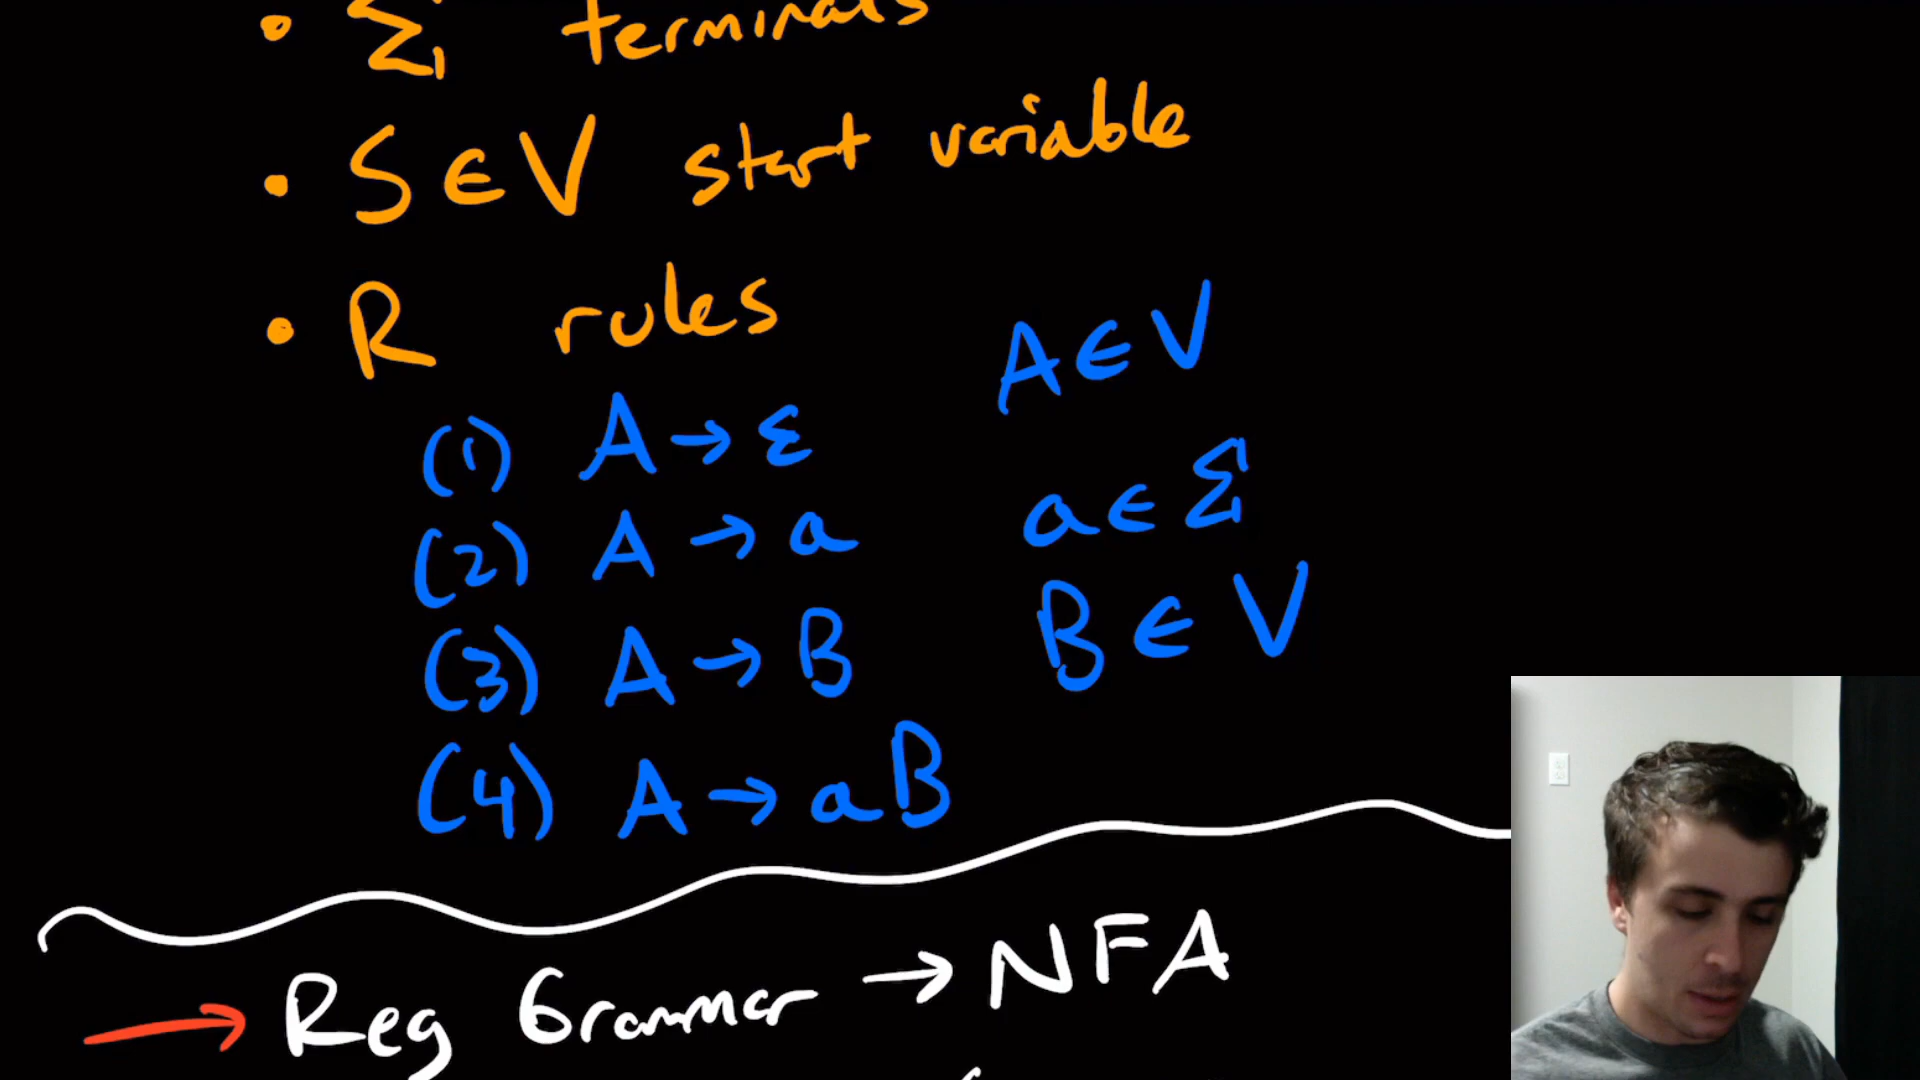 • Σ terminals
• S ∈ V start variable
• R rules
(1) A → ε
(2) A → a
(3) A → B
(4) A → aB
A ∈ V
a ∈ Σ
B ∈ V
→ Reg Grammar → NFA